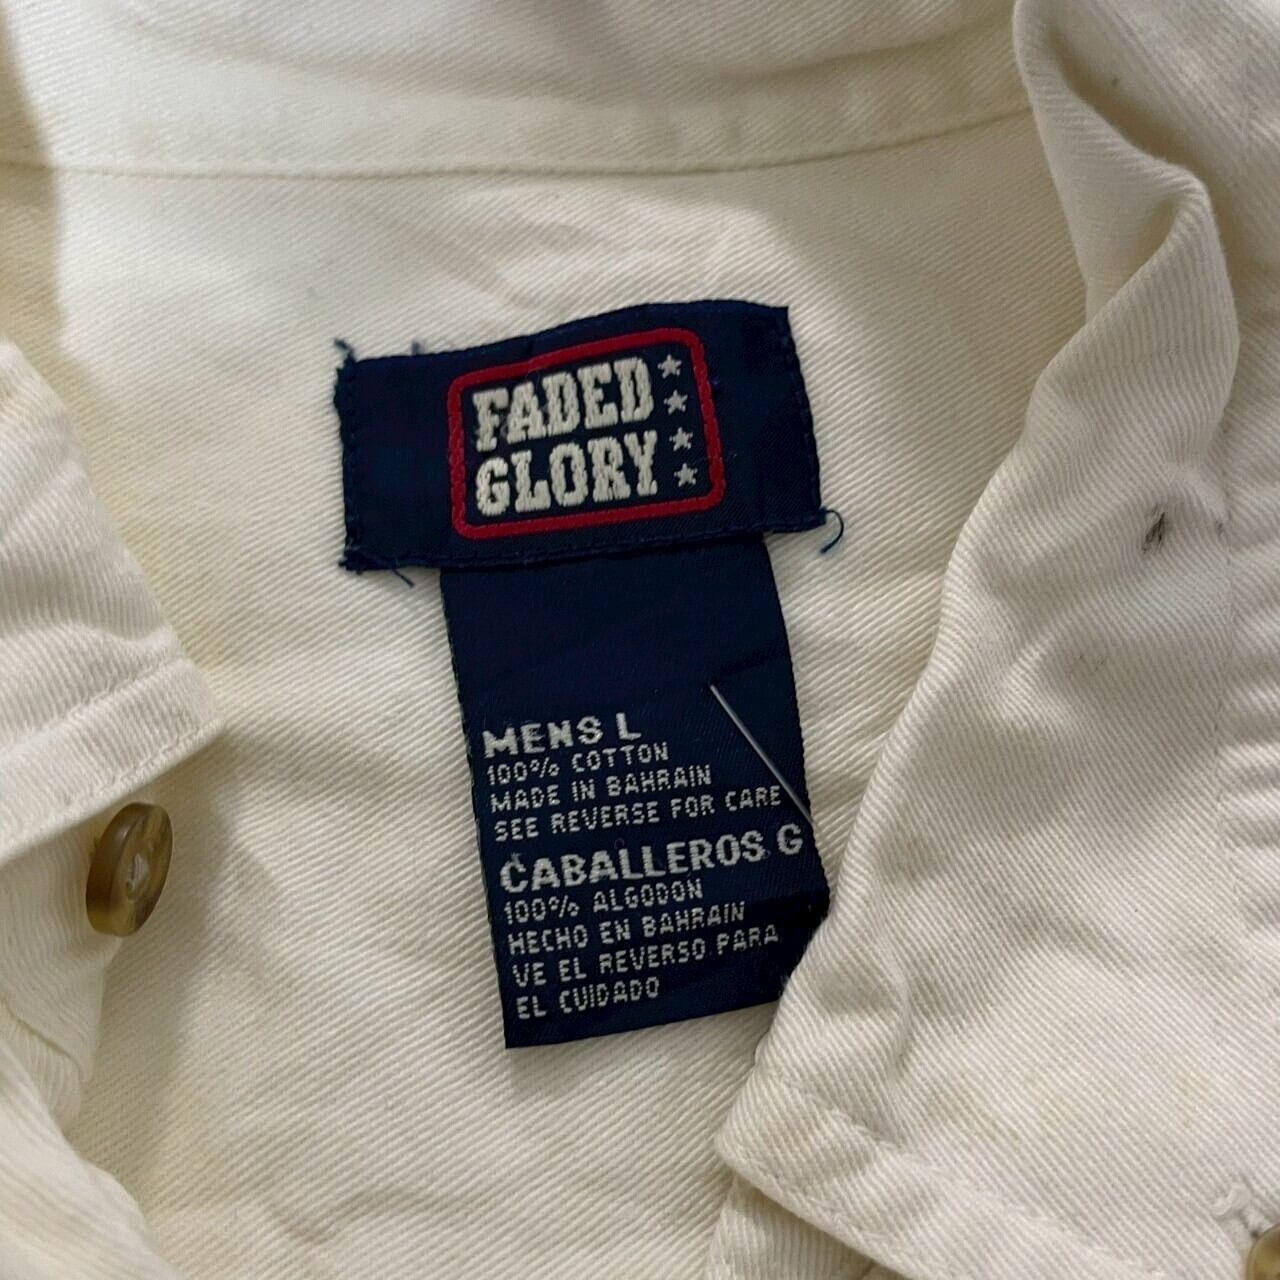 FADED
GLORY
MENS L
100% COTTON
MADE IN BAHRAIN
SEE REVERSE FOR CARE
CABALLEROS G
100% ALGODON
HECHO EN BAHRAIN
VE EL REVERSO PARA
EL CUIDADO